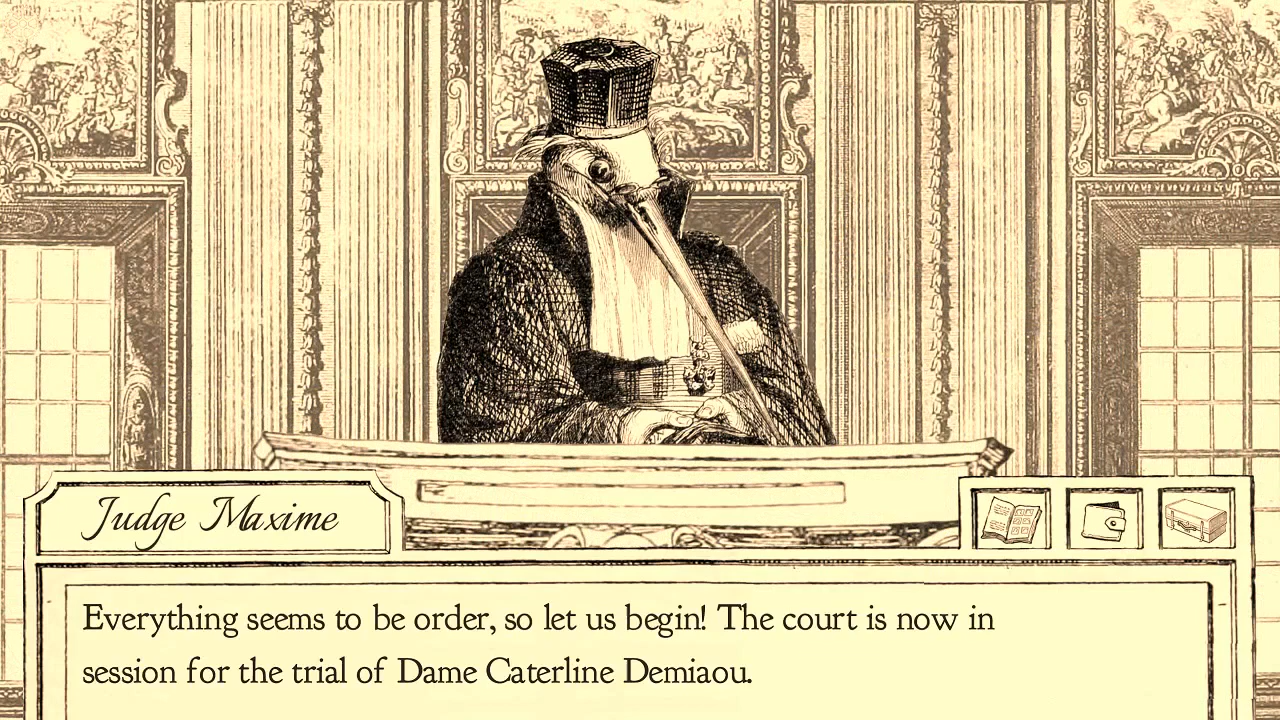 Judge Maxime
Everything seems to be order, so let us begin! The court is now in
session for the trial of Dame Caterline Demiaou.